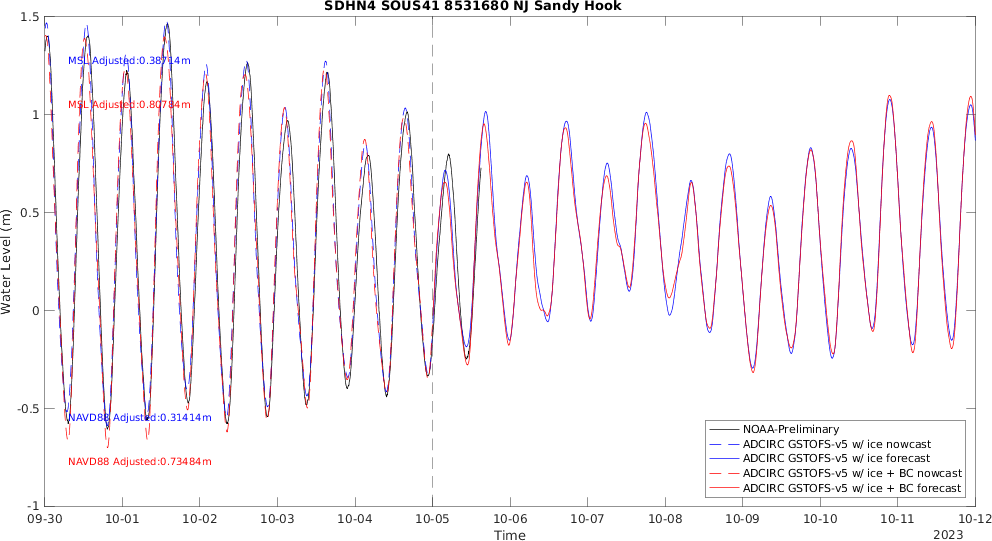 SDHN4 SOUS41 8531680 NJ Sandy Hook
1.5
1
0.5
0
-0.5
-1
Water Level (m)
MSL Adjusted:0.38714m
MSL Adjusted:0.80784m
NAVD88 Adjusted:0.31414m
NAVD88 Adjusted:0.73484m
NOAA-Preliminary
ADCIRC GSTOFS-v5 w/ ice nowcast
ADCIRC GSTOFS-v5 w/ ice forecast
ADCIRC GSTOFS-v5 w/ ice + BC nowcast
ADCIRC GSTOFS-v5 w/ ice + BC forecast
09-30 10-01 10-02 10-03 10-04 10-05 10-06 10-07 10-08 10-09 10-10 10-11 10-12
Time
2023